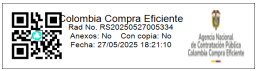 Colombia Compra Eficiente
Rad No. RS20250527005334
Anexos: No Con copia: No
Fecha: 27/05/2025 18:21:10
Agencia Nacional
de Contratación Pública
Colombia Compra Eficiente